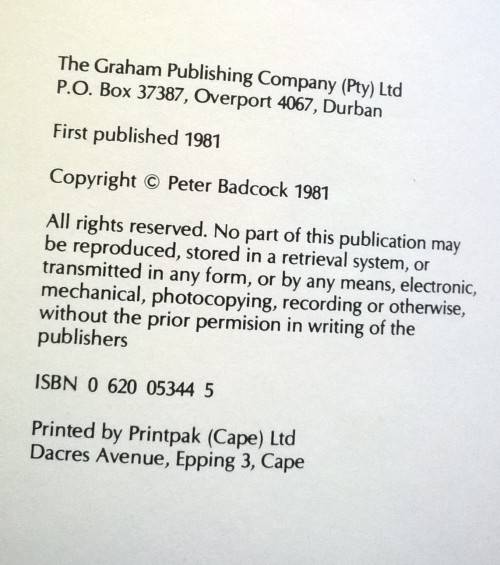 The Graham Publishing Company (Pty) Ltd
P.O. Box 37387, Overport 4067, Durban
First published 1981
Copyright © Peter Badcock 1981
All rights reserved. No part of this publication may
be reproduced, stored in a retrieval system, or
transmitted in any form, or by any means, electronic,
mechanical, photocopying, recording or otherwise,
without the prior permision in writing of the
publishers
ISBN 0 620 05344 5
Printed by Printpak (Cape) Ltd
Dacres Avenue, Epping 3, Cape